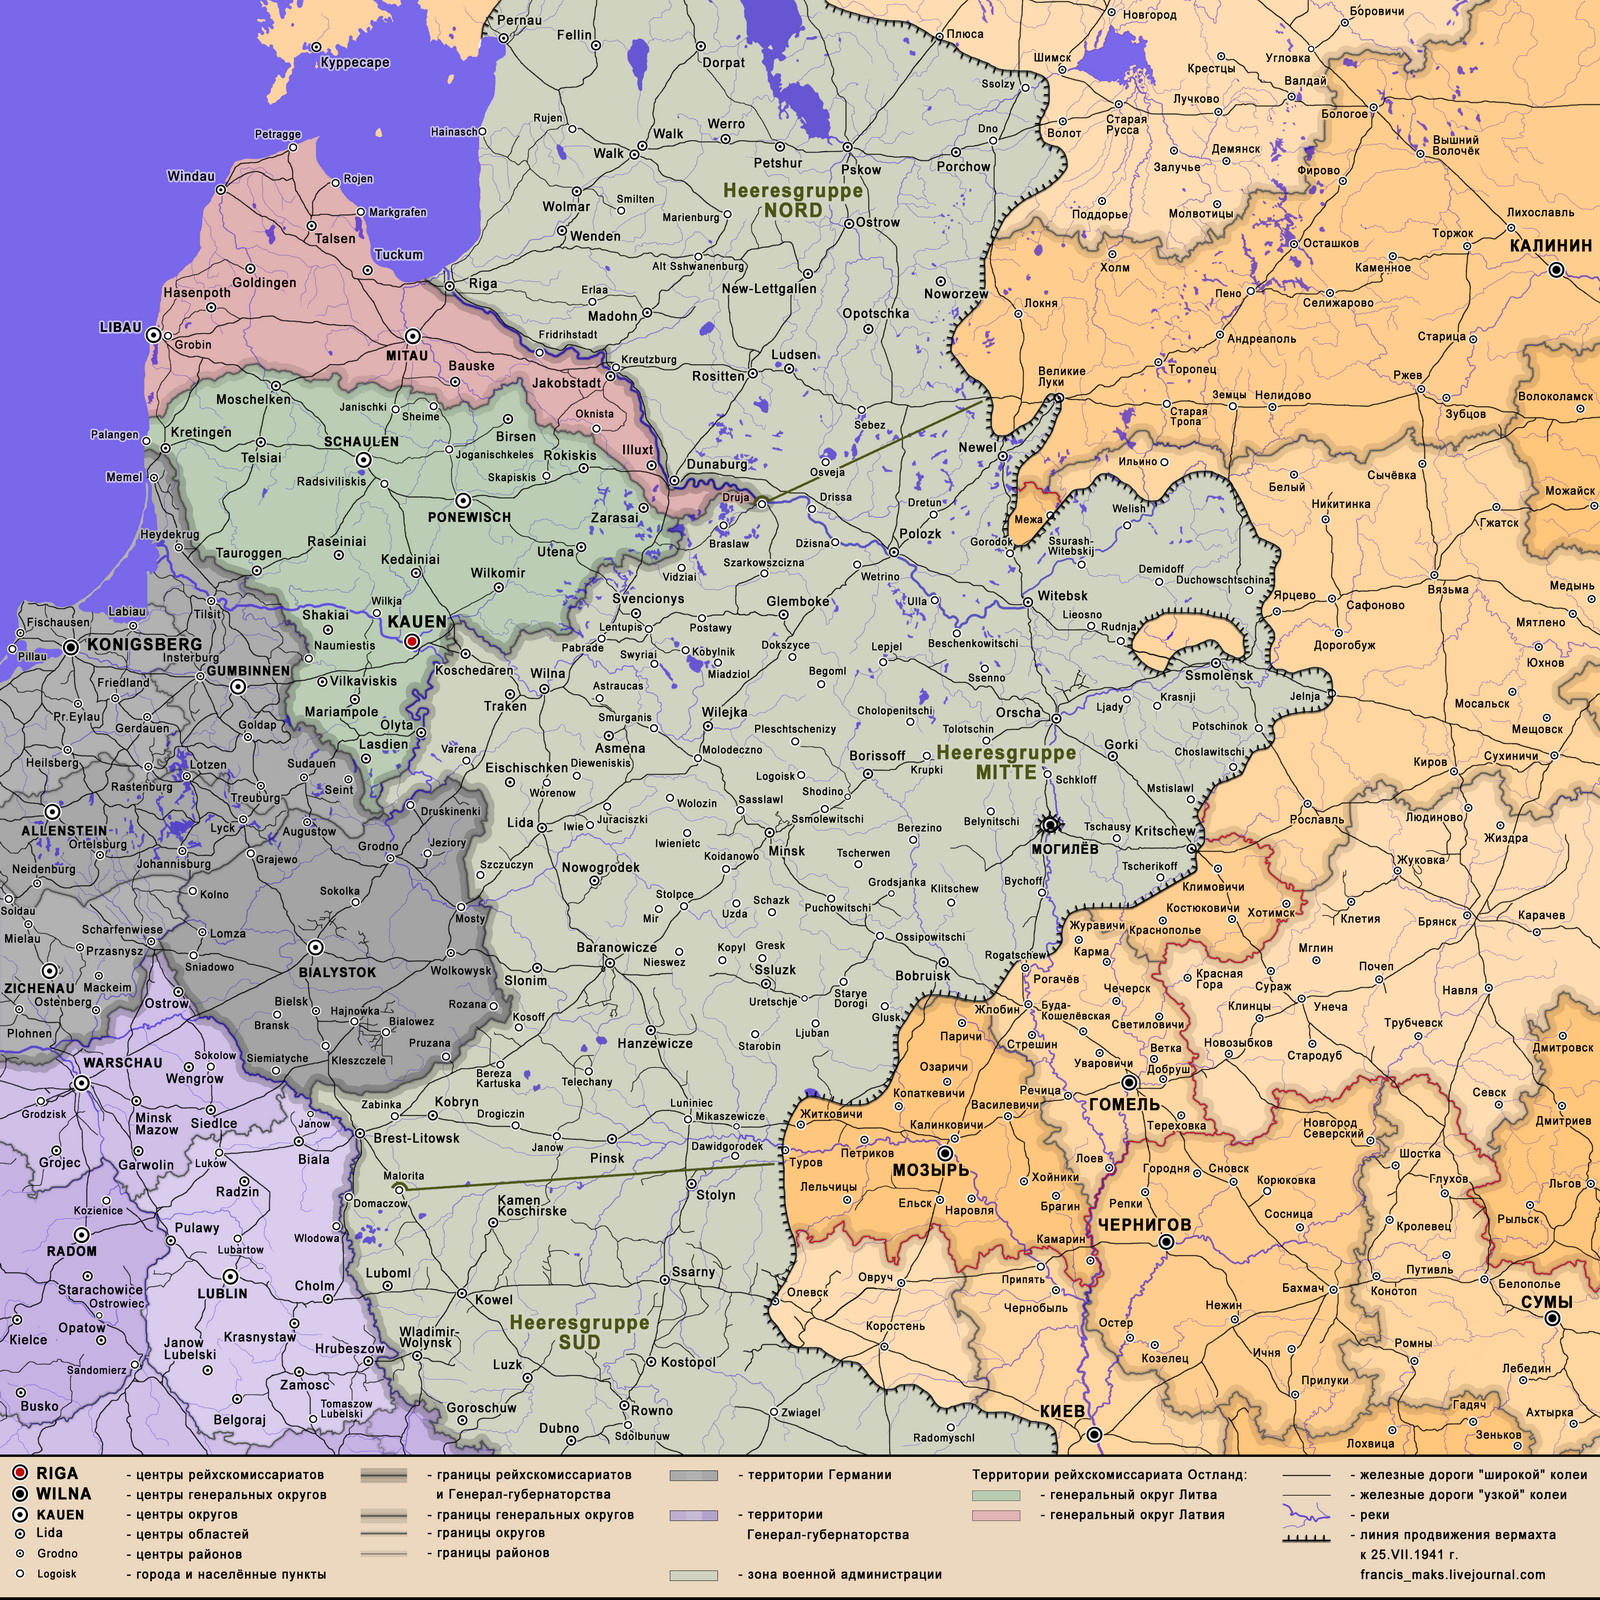 Pernau
Fellin
Dorpat
Курресаре
Плюса
Новгород
Боровичи
Шимск
Крестцы
Угловка
Валдай
Ssolzy
Лучково
Бологое
Hainasch
Rujen
Walk
Werro
Walk
Petshur
Pskow
Dno
Porchow
Волот
Старая
Русса
Залучье
Демянск
Вышний
Волочёк
Фирово
Petragge
Windau
Rojen
Markgrafen
Talsen
Tuckum
Heeresgruppe
NORD
Wolmar
Smilten
Marienburg
Ostrow
Wenden
Alt Sshwanenburg
Поддорье
Молвотицы
Лихославль
Торжок
КАЛИНИН
Осташков
Каменное
Холм
Goldingen
Hasenpoth
Riga
Erlaa
Madohn
New-Lettgallen
Noworzew
Opotschka
Локня
Пено
Селижарово
LIBAU
Grobin
MITAU
Fridrihstadt
Kreutzburg
Bauske
Jakobstadt
Rositten
Ludsen
Андреаполь
Старица
Великие
Луки
Торопец
Ржев
Зубцов
Волоколамск
Moschelken
Janischki
Sheime
Oknista
Sebez
Старая
Тропа
Земцы
Нелидово
Palangen
Kretingen
Telsiai
SCHAULEN
Birsen
Joganischkeles
Rokiskis
Illuxt
Dunaburg
Osveja
Newel
Ильино
Сычёвка
Белый
Memel
Radsiviliskis
Skapiskis
PONEWISCH
Zarasai
Druja
Drissa
Dretun
Межа
Welish
Никитинка
Гжатск
Можайск
Heydekrug
Tauroggen
Raseiniai
Kedainiai
Utena
Braslaw
Dżisna
Polozk
Gorodok
Ssurash-
Witebskij
Wilkomir
Vidziai
Szarkowszcizna
Wetrino
Demidoff
Duchowschtschina
Вязьма
Медынь
Labiau
Tilsit
Fischausen
Shakiai
Wilkja
KAUEN
Svencionys
Glemboke
Ulla
Witebsk
Lieosno
Rudnja
Ярцево
Сафоново
Дорогобуж
Мятлено
Юхнов
Pillau
KONIGSBERG
Insterburg
GUMBINNEN
Naumiestis
Koschedaren
Lentupis
Pabrade
Postawy
Swyriai
Köbylnik
Miadziol
Dokszyce
Beschenkowitschi
Lepjel
Ssenno
Ssmolensk
Jelnja
Friedland
Pr.Eylau
Gerdauen
Goldap
Vilkaviskis
Mariampole
Ölyta
Lasdien
Wilna
Traken
Astraucas
Smurganis
Wilejka
Begoml
Cholopenitschi
Tolotschin
Orscha
Ljady
Krasnji
Potschinok
Мосальск
Мещовск
Сухиничи
Heilsberg
Rastenburg
Lotzen
Sudauen
Seint
Treuburg
Varena
Eischischken
Asmena
Dieweniskis
Worenow
Molodeczno
Pleschtschenizy
Borissoff
Krupki
Heeresgruppe
MITTE
Gorki
Schkloff
Choslawitschi
Киров
ALLENSTEIN
Ortelsburg
Johannisburg
Lyck
Augustow
Druskinenki
Lida
Iwie
Juraciszki
Wolozin
Logoisk
Shodino
Sasslawl
Ssmolewitschi
Belynitschi
МОГИЛЁВ
Mstislawl
Tschausy
Kritschew
Рославль
Людиново
Жиздра
Neidenburg
Grajewo
Grodno
Jeziory
Szczuczyn
Nowogrodek
Iwienietc
Koidanowo
Minsk
Berezino
Tscherwen
Tscherikoff
Климовичи
Жуковка
Soldau
Kolno
Sokolka
Mosty
Mir
Stolpce
Uzda
Schazk
Puchowitschi
Grodsjanka
Klitschew
Bychoff
Костюковичи
Хотимск
Клетия
Брянск
Карачев
Mielau
Scharfenwiese
Przasnysz
Lomza
Sniadowo
BIALYSTOK
Wolkowysk
Slonim
Baranowicze
Nieswez
Kopyl
Gresk
Ssluzk
Ossipowitschi
Rogatschew
Журавичи
Краснополье
Карма
Мглин
Почеп
ZICHENAU
Mackeim
Ostenberg
Ostrow
Plohnen
Bielsk
Bransk
Hajnowka
Bialowez
Rozana
Kosoff
Uretschje
Starye
Dorogi
Glusk
Bobruisk
Рогачёв
Чечерск
Жлобин
Буда-
Кошелёвская
Красная
Гора
Сураж
Клинцы
Унеча
Навля
WARSCHAU
Sokolow
Wengrow
Siemiatyche
Kleszczele
Pruzana
Bereza
Kartuska
Hanzewicze
Telechany
Starobin
Ljuban
Паричи
Стрешин
Светиловичи
Уваровичи
Ветка
Добруш
Новозыбков
Стародуб
Трубчевск
Дмитровск
Grodzisk
Minsk
Mazow
Siedlce
Janow
Zabinka
Kobryn
Drogiczin
Luniniec
Mikaszewicze
Житковичи
Озаричи
Копаткевичи
Василевичи
Калинковичи
Речица
ГОМЕЛЬ
Тереховка
Новгород
Северский
Севск
Дмитриев
Grojec
Garwolin
Luków
Biala
Brest-Litowsk
Janow
Pinsk
Dawidgorodek
Туров
Петриков
МОЗЫРЬ
Лоев
Шостка
Radzin
Malorita
Domaczow
Kamen
Koschirske
Stolyn
Лельчицы
Ельск
Наровля
Хойники
Брагин
Городня
Сновск
Репки
Корюковка
Глухов
Льгов
Kozienice
RADOM
Pulawy
Lubartow
Wlodowa
Камарин
ЧЕРНИГОВ
Сосница
Кролевец
Рыльск
Starachowice
Ostrowiec
LUBLIN
Cholm
Luboml
Kowel
Ssarny
Овруч
Олевск
Припять
Чернобыль
Бахмач
Конотоп
Путивль
Белополье
СУМЫ
Kielce
Opatow
Janow
Lubelski
Krasnystaw
Hrubeszow
Wladimir-
Wolynsk
Heeresgruppe
SUD
Коростень
Остер
Нежин
Козелец
Ичня
Ромны
Лебедин
Sandomierz
Busko
Belgoraj
Zamosc
Tomaszow
Lubelski
Luzk
Kostopol
Goroschuw
Dubno
Rowno
Sdolbunuw
Zwiagel
Radomyschl
КИЕВ
Прилуки
Лохвица
Гадяч
Зеньков
Ахтырка
RIGA - центры рейхскомиссариатов
WILNA - центры генеральных округов
KAUEN - центры округов
Lida - центры областей
Grodno - центры районов
Logoisk - города и населённые пункты
- границы рейхскомиссариатов
и Генерал-губернаторства
- границы генеральных округов
- границы округов
- границы районов
- территории Германии
- территории
Генерал-губернаторства
- зона военной администрации
Территории рейхскомиссариата Остланд:
- генеральный округ Литва
- генеральный округ Латвия
- железные дороги "широкой" колеи
- железные дороги "узкой" колеи
- реки
- линия продвижения вермахта
к 25.VII.1941 г.
francis_maks.livejournal.com